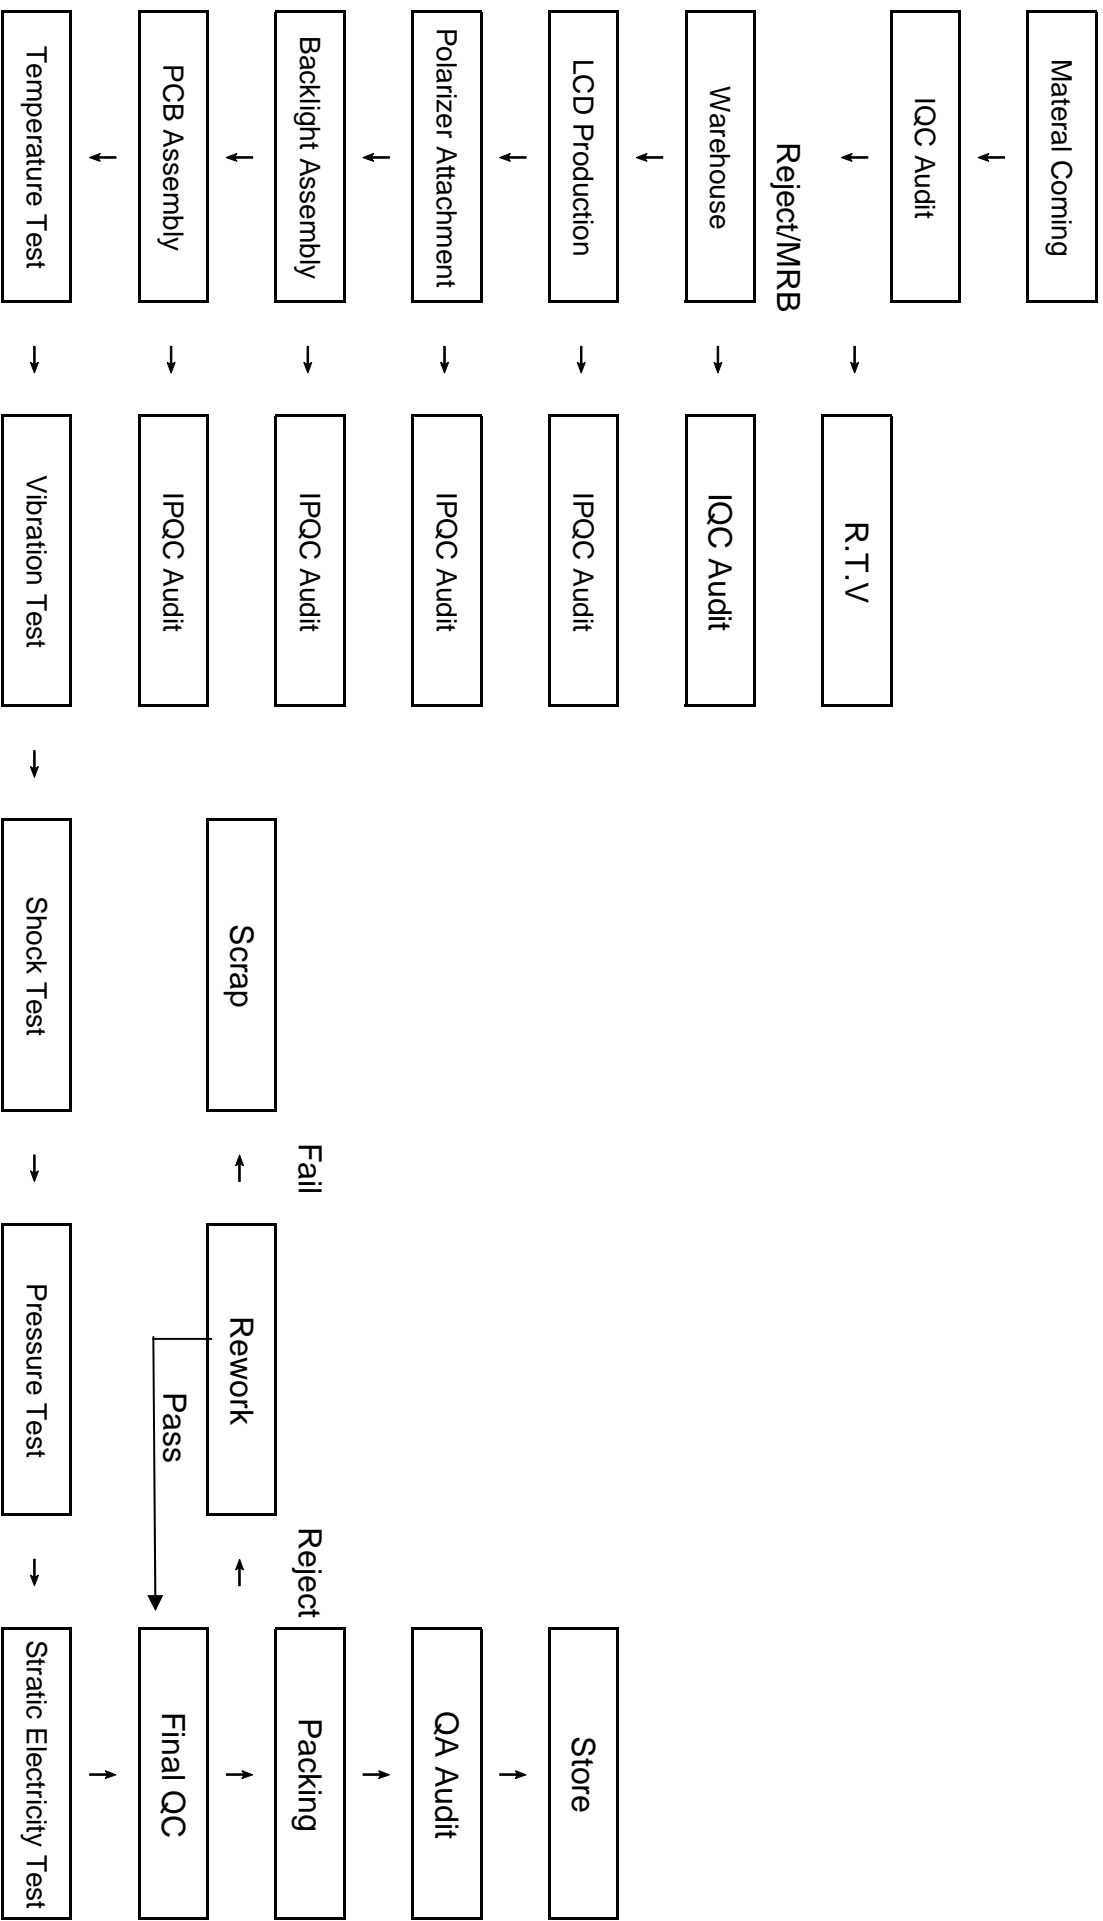 Materal Coming
IQC Audit
Reject/MRB
R.T.V
Warehouse
IQC Audit
LCD Production
IPQC Audit
Store
Polarizer Attachment
IPQC Audit
QA Audit
Backlight Assembly
IPQC Audit
Fail
Reject
Packing
Scrap
Rework
PCB Assembly
IPQC Audit
Pass
Final QC
Temperature Test
Vibration Test
Shock Test
Pressure Test
Stratic Electricity Test